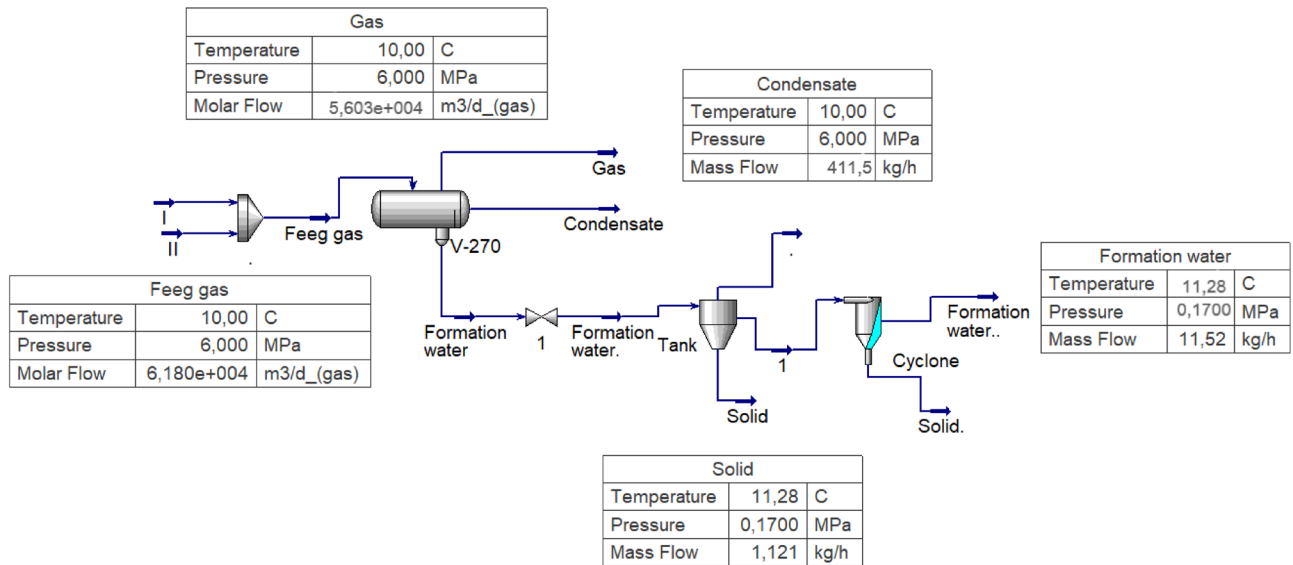 Gas
Temperature 10,00 C
Pressure 6,000 MPa
Molar Flow 5,603e+004 m3/d_(gas)
Condensate
Temperature 10,00 C
Pressure 6,000 MPa
Mass Flow 411,5 kg/h
Gas
I
II
Feeg gas
Condensate
V-270
.
.
Feeg gas
Temperature 10,00 C
Pressure 6,000 MPa
Molar Flow 6,180e+004 m3/d_(gas)
Formation
water
1
Formation
water.
Tank
1
Cyclone
Formation
water..
Solid
Solid.
Formation water
Temperature 11,28 C
Pressure 0,1700 MPa
Mass Flow 11,52 kg/h
Solid
Temperature 11,28 C
Pressure 0,1700 MPa
Mass Flow 1,121 kg/h